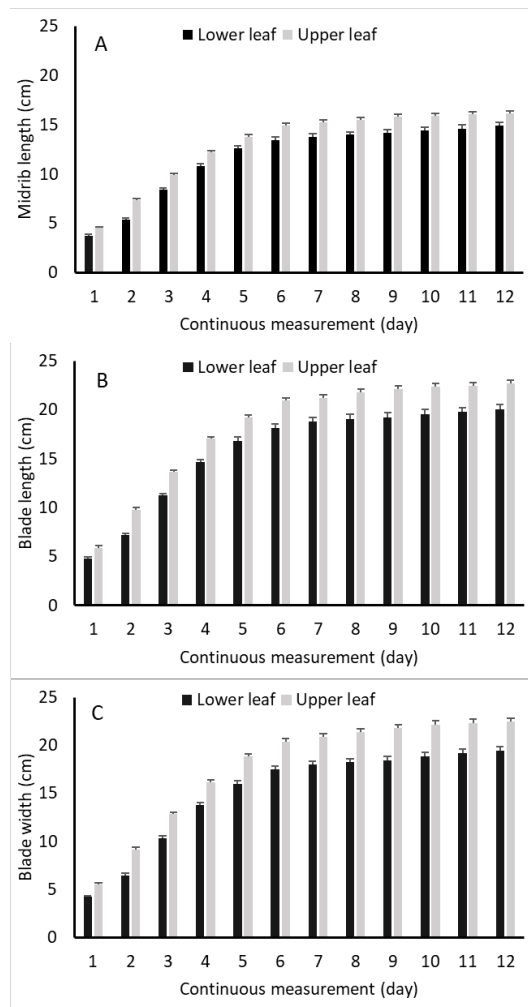 A
Lower leaf Upper leaf
25
20
15
10
5
0
Midrib length (cm)
1 2 3 4 5 6 7 8 9 10 11 12
Continuous measurement (day)
B
Lower leaf Upper leaf
25
20
15
10
5
0
Blade length (cm)
1 2 3 4 5 6 7 8 9 10 11 12
Continuous measurement (day)
C
Lower leaf Upper leaf
25
20
15
10
5
0
Blade width (cm)
1 2 3 4 5 6 7 8 9 10 11 12
Continuous measurement (day)